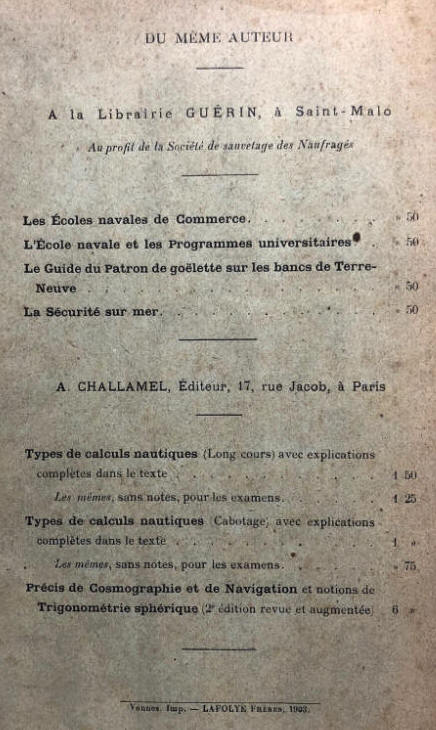 DU MÊME AUTEUR
A la Librairie GUÉRIN, à Saint-Malo
Au profit de la Société de sauvetage des Naufragés
Les Écoles navales de Commerce. . . . . . . » 50
L'École navale et les Programmes universitaires . » 50
Le Guide du Patron de goëlette sur les bancs de Terre-
Neuve . . . . . . . . . . . . . » 50
La Sécurité sur mer. . . . . . . . . . . » 50
A. CHALLAMEL, Éditeur, 17, rue Jacob, à Paris
Types de calculs nautiques (Long cours) avec explications
complètes dans le texte . . . . . . . . . 1 50
Les mêmes, sans notes, pour les examens. . . . . 1 25
Types de calculs nautiques (Cabotage) avec explications
complètes dans le texte . . . . . . . . . 1 »
Les mêmes, sans notes, pour les examens. . . . . » 75
Précis de Cosmographie et de Navigation et notions de
Trigonométrie sphérique (2e édition revue et augmentée) 6 »
Vannes. Imp. — LAFOLYE FRÈRES, 1903.